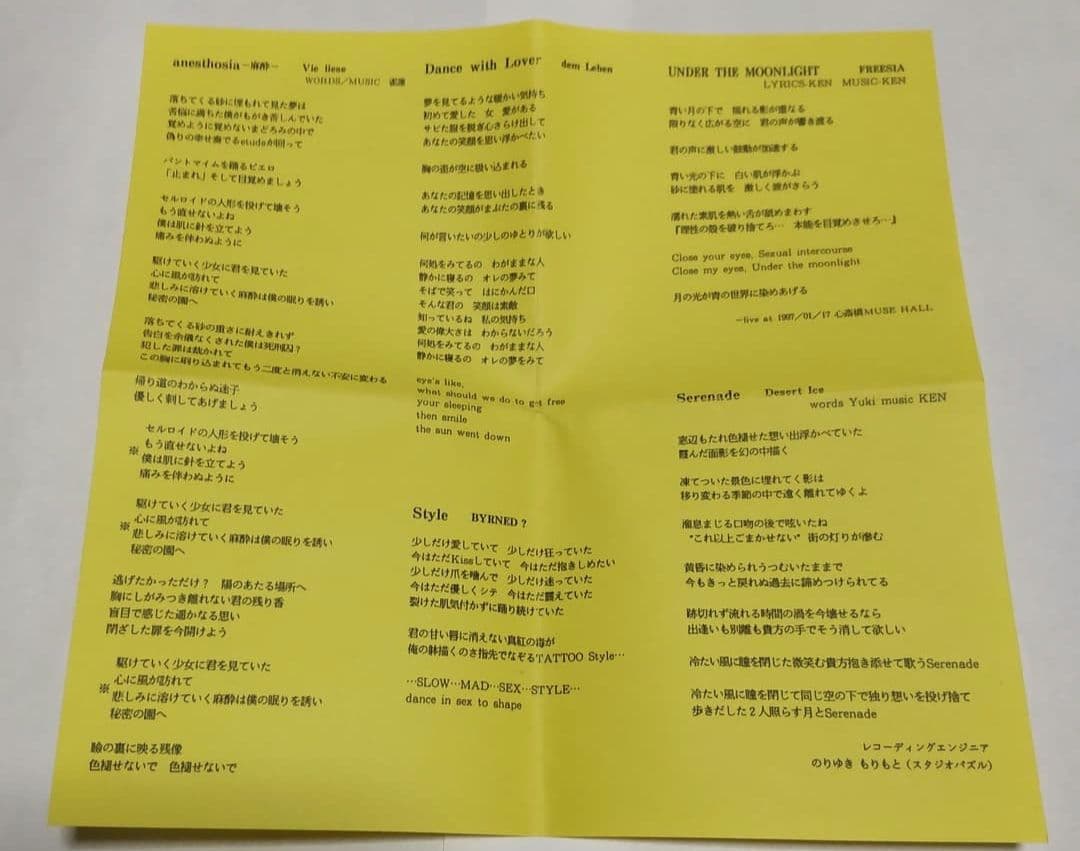 anesthosia－麻酔－　Vie liese
WORDS／MUSIC
落ちてくる砂に埋もれて見た夢は
苦悩に満ちた僕がもがき苦しんでいた
覚めように覚めないまどろみの中で
偽りの幸せ奏でるetudeが回って
パントマイムを踊るピエロ
「止まれ」そして目覚めましょう
セルロイドの人形を投げて壊そう
もう直せないよね
僕は肌に針を立てよう
痛みを伴わぬように
駆けていく少女に君を見ていた
心に風が訪れて
悲しみに溶けていく麻酔は僕の眠りを誘い
秘密の園へ
落ちてくる砂の重さに耐えきれず
告白を余儀なくされた僕は死刑囚？
犯した罪は裁かれて
この胸に刷り込まれてもう二度と消えない不安に変わる
帰り道のわからぬ迷子
優しく刺してあげましょう
セルロイドの人形を投げて壊そう
もう直せないよね
※
僕は肌に針を立てよう
痛みを伴わぬように
駆けていく少女に君を見ていた
心に風が訪れて
※
悲しみに溶けていく麻酔は僕の眠りを誘い
秘密の園へ
逃げたかっただけ？　陽のあたる場所へ
胸にしがみつき離れない君の残り香
盲目で感じた遥かなる思い
閉ざした扉を今開けよう
駆けていく少女に君を見ていた
心に風が訪れて
※
悲しみに溶けていく麻酔は僕の眠りを誘い
秘密の園へ
瞼の裏に映る残像
色褪せないで　色褪せないで
Dance with Lover　dem Leben
夢を見てるような暖かい気持ち
初めて愛した　女　愛がある
サビた服を脱ぎ心さらけ出して
あなたの笑顔を思い浮かべたい
胸の歪が空に吸い込まれる
あなたの記憶を思い出したとき
あなたの笑顔がまぶたの裏に残る
何が言いたいの少しのゆとりが欲しい
何処をみてるの　わがままな人
静かに寝るの　オレの夢みて
そばで笑って　はにかんだ口
そんな君の　笑顔は素敵
知っているね　私の気持ち
愛の偉大さは　わからないだろう
何処をみてるの　わがままな人
静かに寝るの　オレの夢をみて
eye's like,
what should we do to get free
your sleeping
then smile
the sun went down
Style　BYRNED？
少しだけ愛していて　少しだけ狂っていた
今はただKissしていて　今はただ抱きしめたい
少しだけ爪を噛んで　少しだけ迷っていた
今はただ優しくシテ　今はただ震えていた
裂けた肌気付かずに踊り続けていた
君の甘い唇に消えない真紅の毒が
俺の躰描くのさ指先でなぞるTATTOO Style…
…SLOW…MAD…SEX…STYLE…
dance in sex to shape
UNDER THE MOONLIGHT　FREESIA
LYRICS-KEN　MUSIC-KEN
青い月の下で　揺れる影が重なる
限りなく広がる空に　君の声が響き渡る
君の声に激しい鼓動が加速する
青い光の下に　白い肌が浮かぶ
砂に塗れる肌を　激しく波がさらう
濡れた素肌を熱い舌が舐めまわす
『理性の殻を破り捨てろ…　本能を目覚めさせろ…』
Close your eyes, Sexual intercourse
Close my eyes, Under the moonlight
月の光が青の世界に染めあげる
－live at 1997／01／17 心斎橋MUSE HALL
Serenade　Desert Ice
words Yuki music KEN
窓辺もたれ色褪せた想い出浮かべていた
霞んだ面影を幻の中描く
凍てついた景色に埋れてく影は
移り変わる季節の中で遠く離れてゆくよ
溜息まじる口吻の後で呟いたね
"これ以上ごまかせない" 街の灯りが滲む
黄昏に染められうつむいたままで
今もきっと戻れぬ過去に諦めつけられてる
跡切れず流れる時間の渦を今壊せるなら
出逢いも別離も貴方の手でそう消して欲しい
冷たい風に瞳を閉じた微笑む貴方抱き添せて歌うSerenade
冷たい風に瞳を閉じて同じ空の下で独り想いを投げ捨て
歩きだした２人照らす月とSerenade
レコーディングエンジニア
のりゆき もりもと（スタジオパズル）